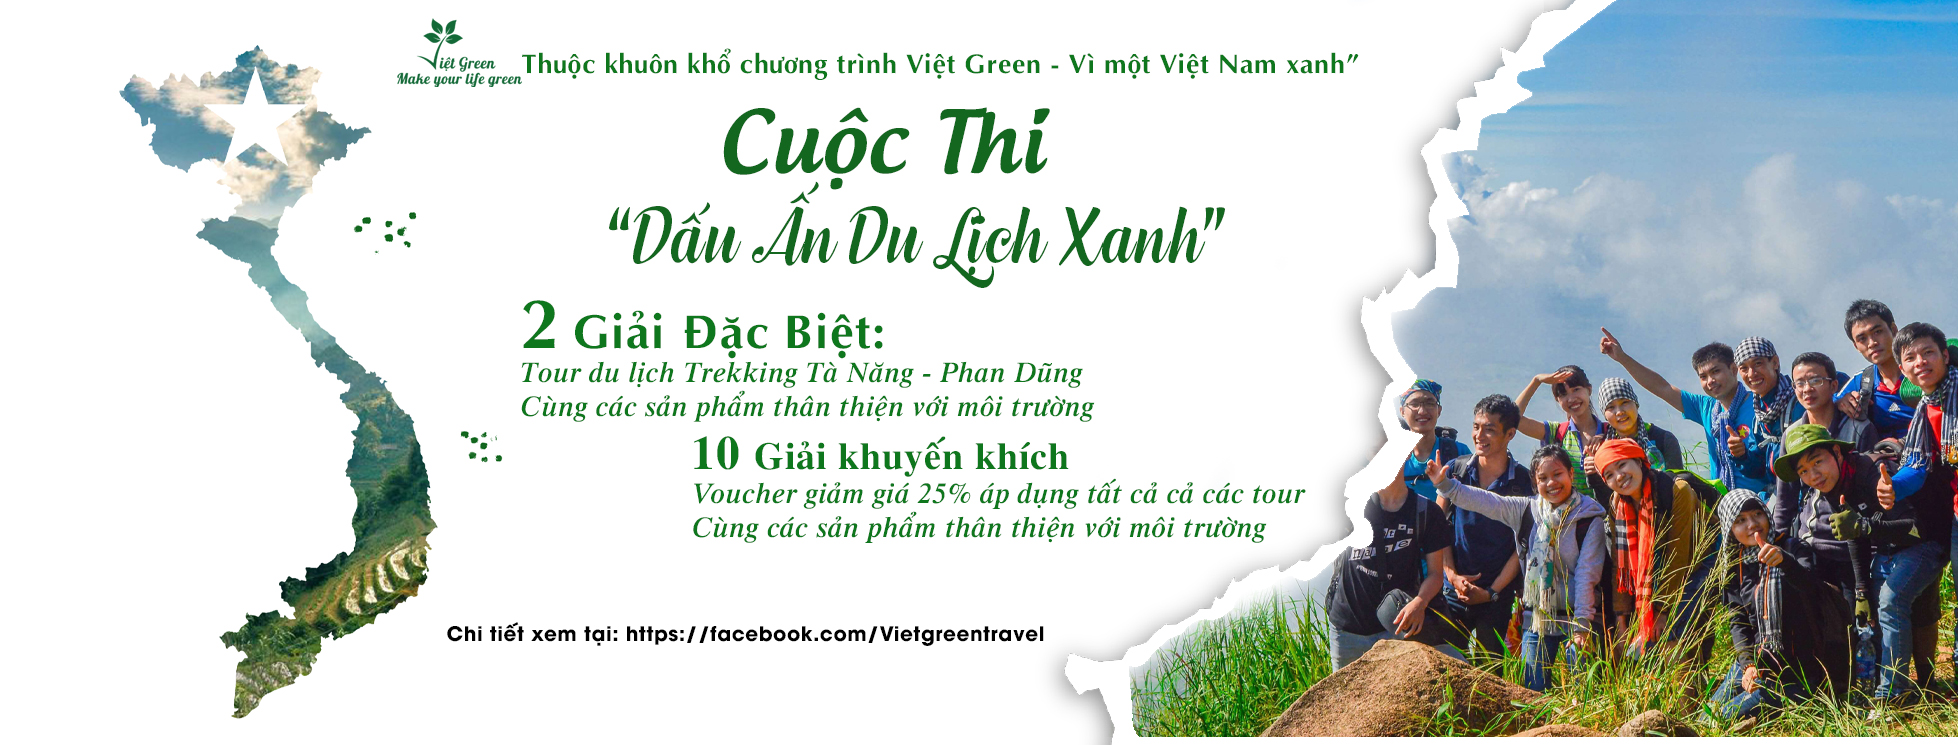 Việt Green
Make your life green
Thuộc khuôn khổ chương trình Việt Green - Vì một Việt Nam xanh”
Cuộc Thi
“Dấu Ấn Du Lịch Xanh”
2 Giải Đặc Biệt:
Tour du lịch Trekking Tà Năng - Phan Dũng
Cùng các sản phẩm thân thiện với môi trường
10 Giải khuyến khích
Voucher giảm giá 25% áp dụng tất cả cả các tour
Cùng các sản phẩm thân thiện với môi trường
Chi tiết xem tại: https://facebook.com/Vietgreentravel